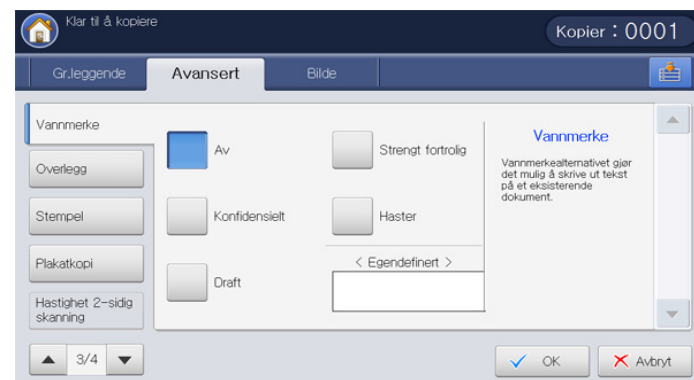 Klar til å kopiere
Kopier : 0001
Gr.leggende
Avansert
Bilde
Vannmerke
Overlegg
Stempel
Plakatkopi
Hastighet 2-sidig
skanning
3/4
Av
Strengt fortrolig
Konfidensielt
Haster
Draft
< Egendefinert >
Vannmerke
Vannmerkealternativet gjør
det mulig å skrive ut tekst
på et eksisterende
dokument.
OK
Avbryt